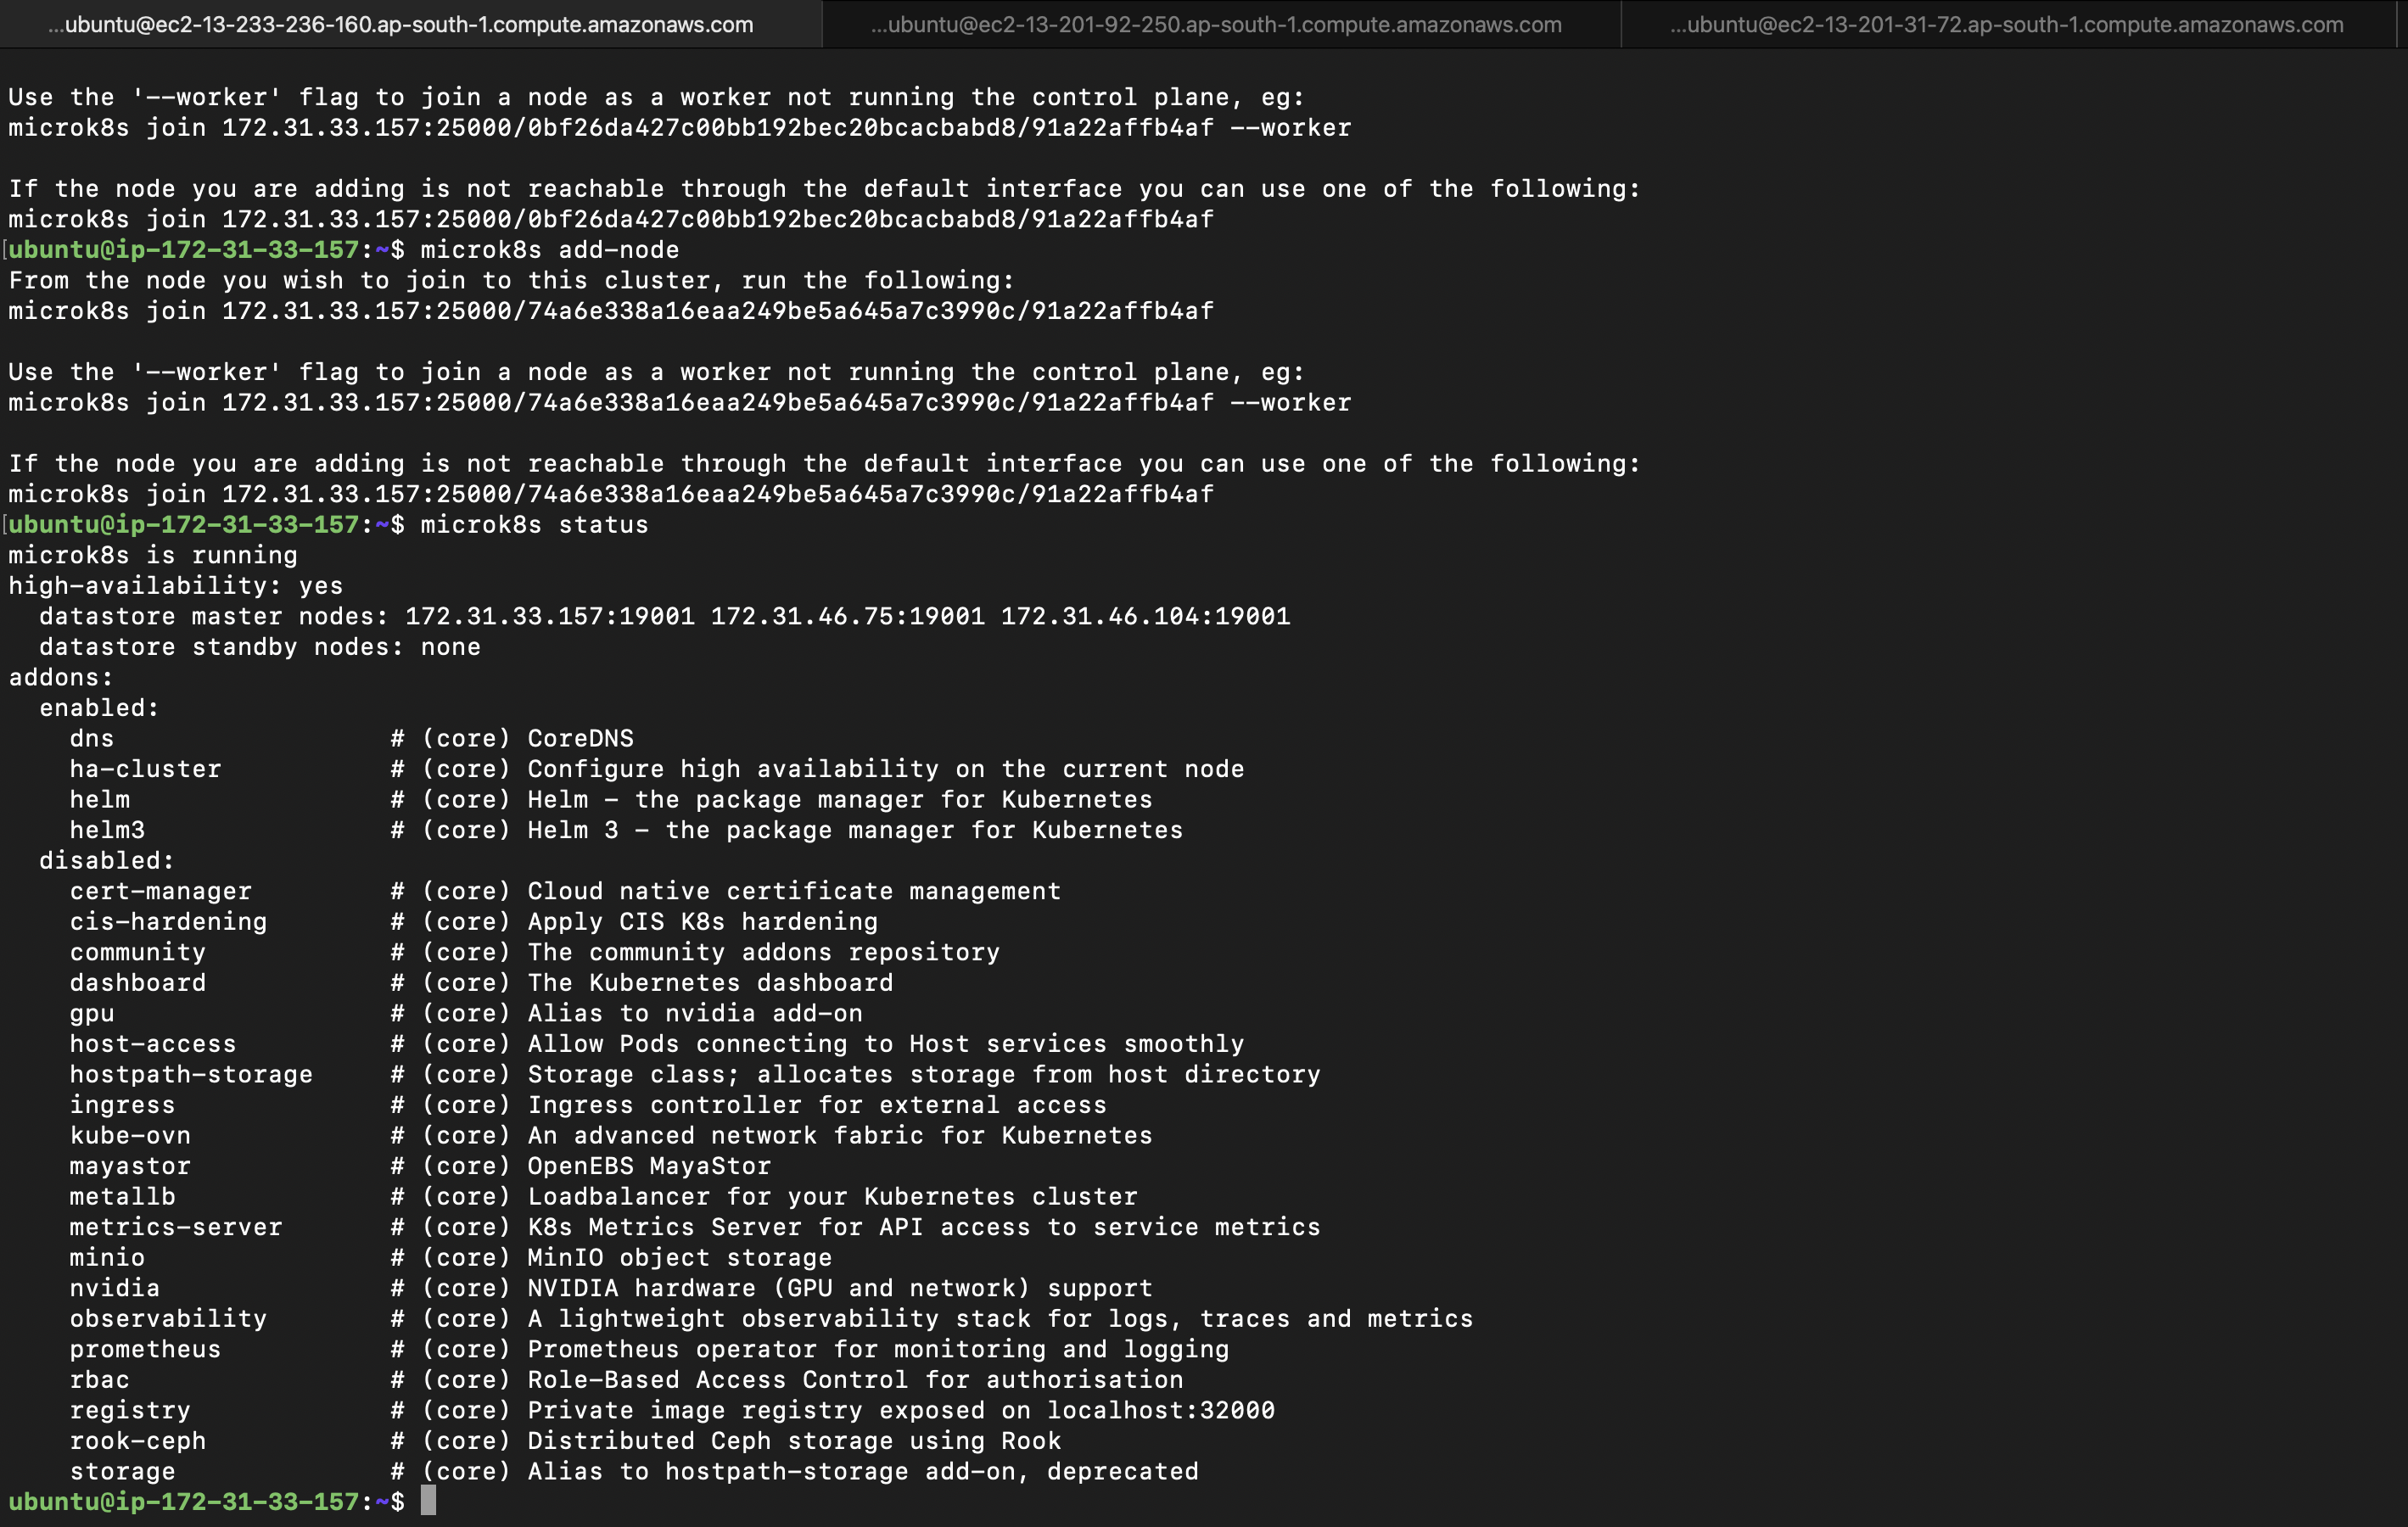 ...ubuntu@ec2-13-233-236-160.ap-south-1.compute.amazonaws.com
...ubuntu@ec2-13-201-92-250.ap-south-1.compute.amazonaws.com
...ubuntu@ec2-13-201-31-72.ap-south-1.compute.amazonaws.com
Use the '--worker' flag to join a node as a worker not running the control plane, eg:
microk8s join 172.31.33.157:25000/0bf26da427c00bb192bec20bcacbabd8/91a22affb4af --worker
If the node you are adding is not reachable through the default interface you can use one of the following:
microk8s join 172.31.33.157:25000/0bf26da427c00bb192bec20bcacbabd8/91a22affb4af
[ubuntu@ip-172-31-33-157:~$ microk8s add-node
From the node you wish to join to this cluster, run the following:
microk8s join 172.31.33.157:25000/74a6e338a16eaa249be5a645a7c3990c/91a22affb4af
Use the '--worker' flag to join a node as a worker not running the control plane, eg:
microk8s join 172.31.33.157:25000/74a6e338a16eaa249be5a645a7c3990c/91a22affb4af --worker
If the node you are adding is not reachable through the default interface you can use one of the following:
microk8s join 172.31.33.157:25000/74a6e338a16eaa249be5a645a7c3990c/91a22affb4af
[ubuntu@ip-172-31-33-157:~$ microk8s status
microk8s is running
high-availability: yes
  datastore master nodes: 172.31.33.157:19001 172.31.46.75:19001 172.31.46.104:19001
  datastore standby nodes: none
addons:
  enabled:
    dns                  # (core) CoreDNS
    ha-cluster           # (core) Configure high availability on the current node
    helm                 # (core) Helm - the package manager for Kubernetes
    helm3                # (core) Helm 3 - the package manager for Kubernetes
  disabled:
    cert-manager         # (core) Cloud native certificate management
    cis-hardening        # (core) Apply CIS K8s hardening
    community            # (core) The community addons repository
    dashboard            # (core) The Kubernetes dashboard
    gpu                  # (core) Alias to nvidia add-on
    host-access          # (core) Allow Pods connecting to Host services smoothly
    hostpath-storage     # (core) Storage class; allocates storage from host directory
    ingress              # (core) Ingress controller for external access
    kube-ovn             # (core) An advanced network fabric for Kubernetes
    mayastor             # (core) OpenEBS MayaStor
    metallb              # (core) Loadbalancer for your Kubernetes cluster
    metrics-server       # (core) K8s Metrics Server for API access to service metrics
    minio                # (core) MinIO object storage
    nvidia               # (core) NVIDIA hardware (GPU and network) support
    observability        # (core) A lightweight observability stack for logs, traces and metrics
    prometheus           # (core) Prometheus operator for monitoring and logging
    rbac                 # (core) Role-Based Access Control for authorisation
    registry             # (core) Private image registry exposed on localhost:32000
    rook-ceph            # (core) Distributed Ceph storage using Rook
    storage              # (core) Alias to hostpath-storage add-on, deprecated
ubuntu@ip-172-31-33-157:~$